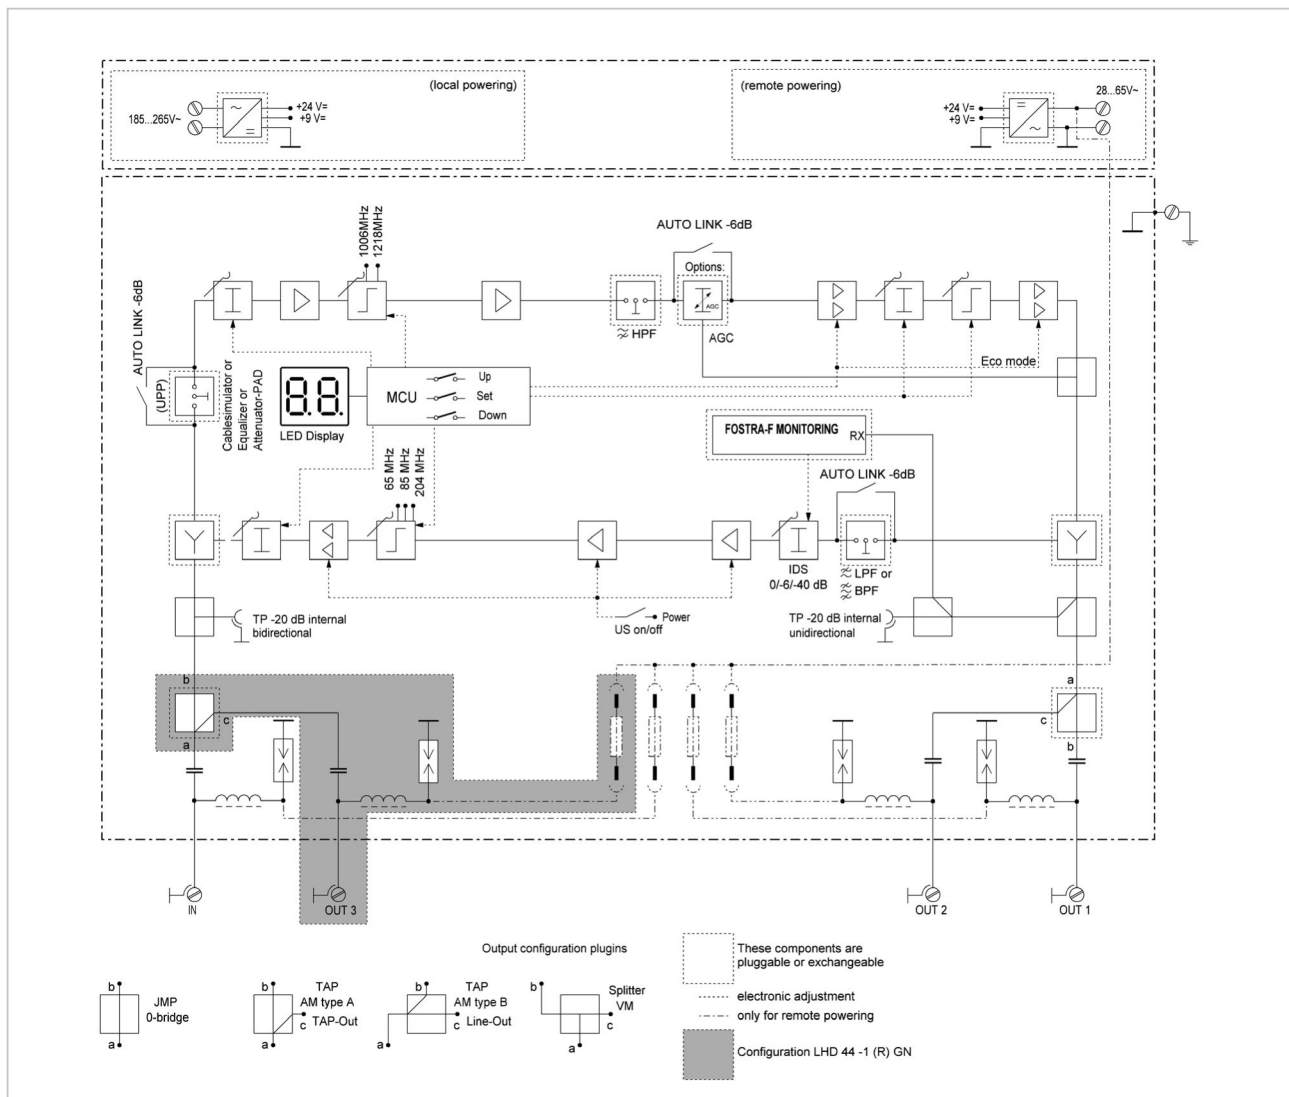 (local powering)
185...265V~
+24 V=
+9 V=
(remote powering)
28...65V~
+24 V=
+9 V=
1006MHz
1218MHz
AUTO LINK -6dB
Options:
AGC
HPF
AGC
AUTO LINK -6dB
(UPP)
Cablesimulator or
Equalizer or
Attenuator-PAD
8.8.
LED Display
MCU
Up
Set
Down
Eco mode
FOSTRA-F MONITORING
RX
65 MHz
85 MHz
204 MHz
AUTO LINK -6dB
IDS
0/-6/-40 dB
LPF or
BPF
Y
Y
TP -20 dB internal
bidirectional
US on/off
Power
TP -20 dB internal
unidirectional
b
c
a
a
c
b
IN
OUT 3
OUT 2
OUT 1
Output configuration plugins
b
a
JMP
0-bridge
b
a
TAP
AM type A
c TAP-Out
b
a
TAP
AM type B
c Line-Out
b
a
c
Splitter
VM
These components are
pluggable or exchangeable
electronic adjustment
only for remote powering
Configuration LHD 44 -1 (R) GN